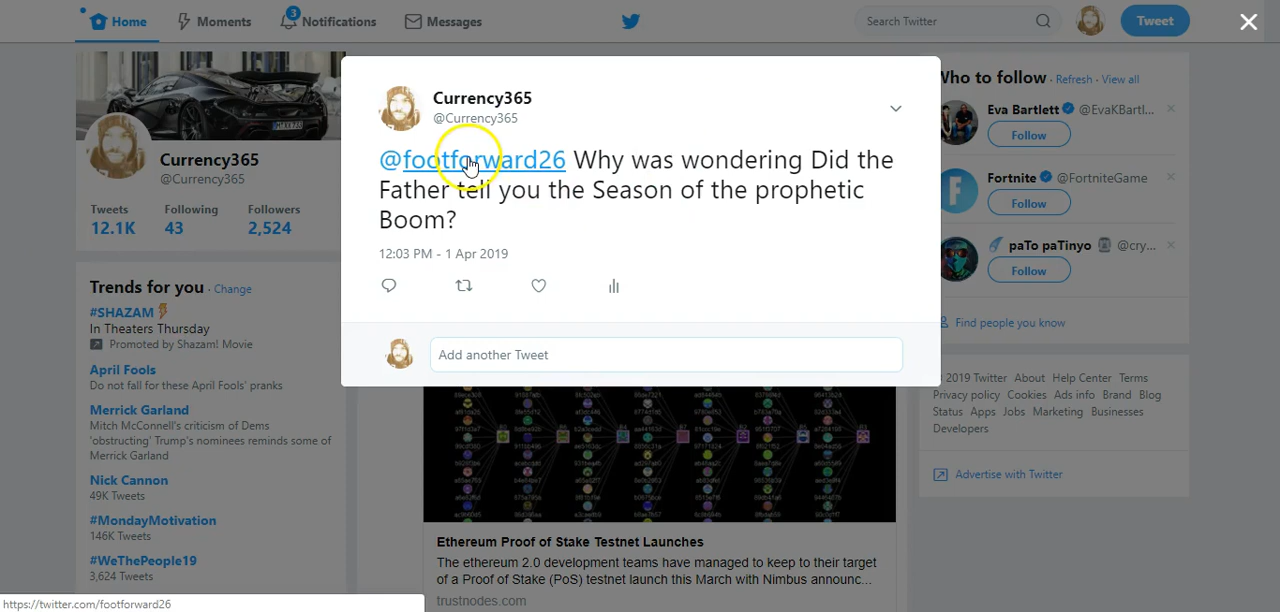 Home
Moments
3
Notifications
Messages
Search Twitter
Tweet
Currency365
@Currency365
Tweets Following Followers
12.1K 43 2,524
Trends for you · Change
#SHAZAM
In Theaters Thursday
Promoted by Shazam! Movie
April Fools
Do not fall for these April Fools' pranks
Merrick Garland
Mitch McConnell's criticism of Dems
'obstructing' Trump's nominees reminds some of
Merrick Garland
Nick Cannon
49K Tweets
#MondayMotivation
146K Tweets
#WeThePeople19
3,624 Tweets
Currency365
@Currency365
@footforward26 Why was wondering Did the
Father tell you the Season of the prophetic
Boom?
12:03 PM - 1 Apr 2019
Add another Tweet
Ethereum Proof of Stake Testnet Launches
The ethereum 2.0 development teams have managed to keep to their target
of a Proof of Stake (PoS) testnet launch this March with Nimbus announc...
trustnodes.com
Who to follow · Refresh · View all
Eva Bartlett @EvaKBartl...
Follow
Fortnite @FortniteGame
Follow
paTo paTinyo @cry...
Follow
Find people you know
© 2019 Twitter About Help Center Terms
Privacy policy Cookies Ads info Brand Blog
Status Apps Jobs Marketing Businesses
Developers
Advertise with Twitter
https://twitter.com/footforward26